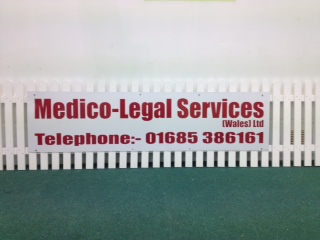 Medico-Legal Services
(Wales) Ltd
Telephone:- 01685 386161